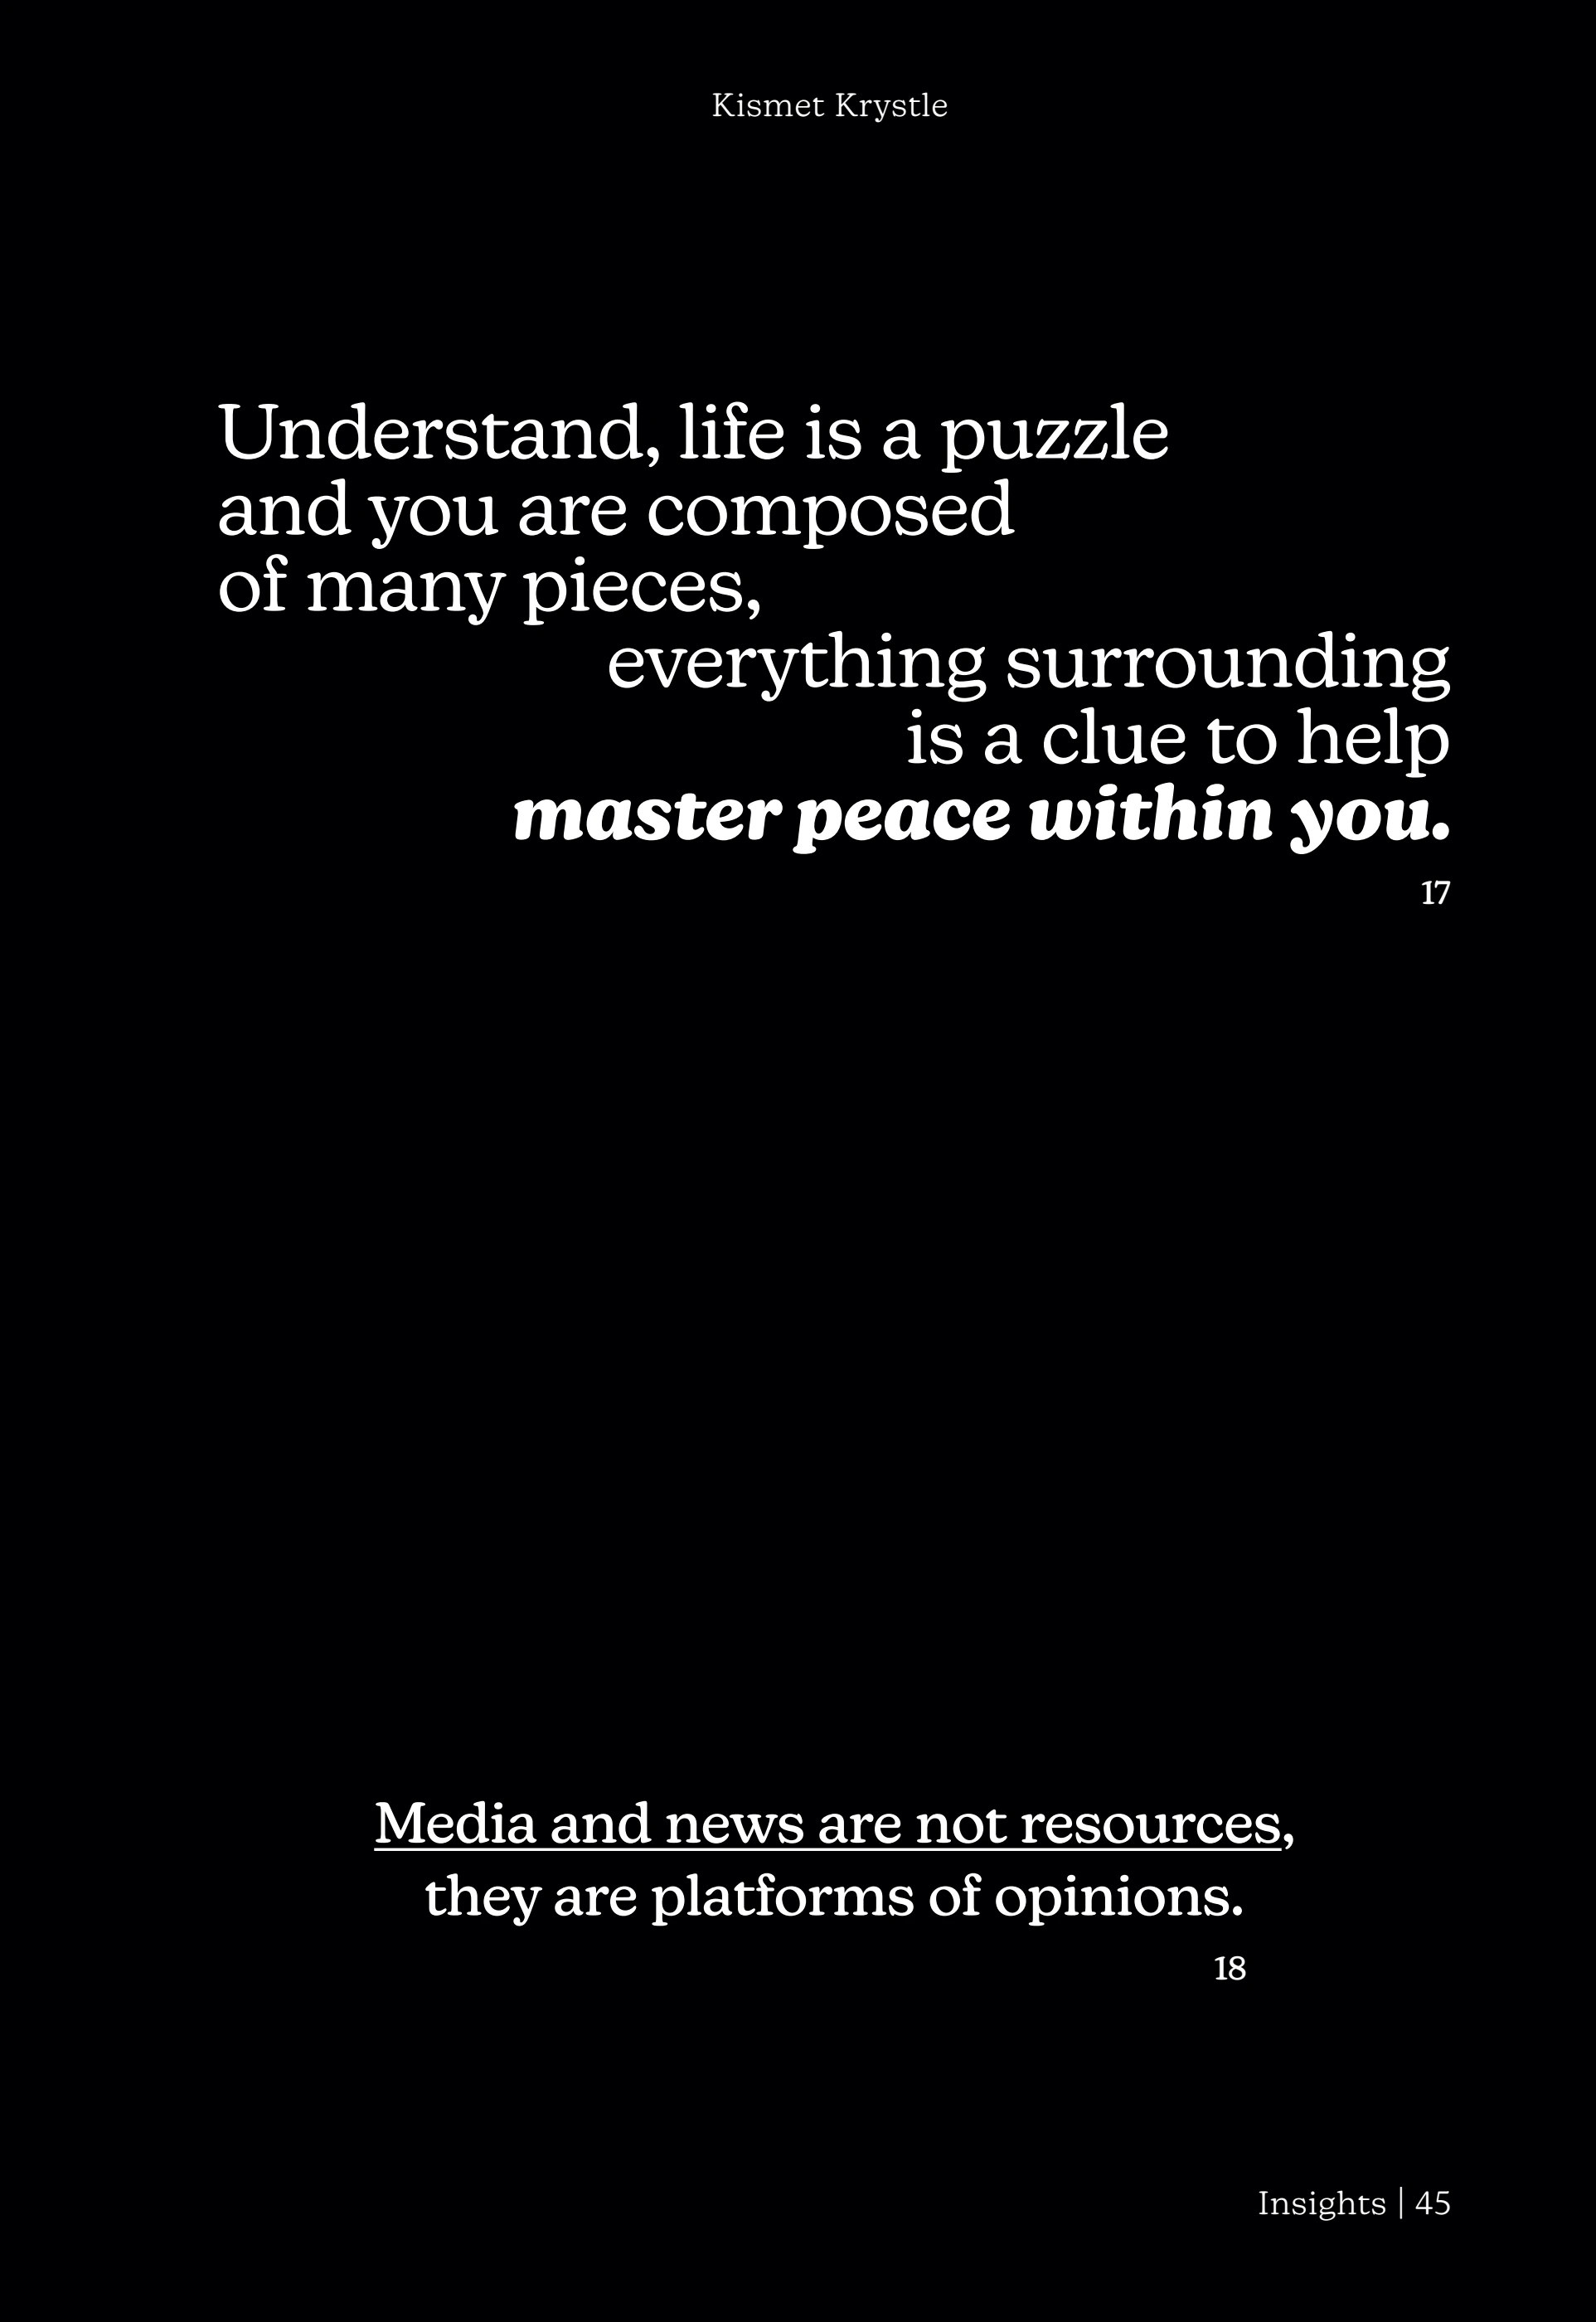 Kismet Krystle
Understand, life is a puzzle
and you are composed
of many pieces,
everything surrounding
is a clue to help
master peace within you.
17
Media and news are not resources,
they are platforms of opinions.
18
Insights | 45